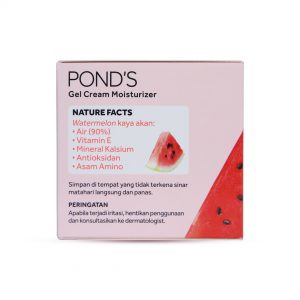 POND'S
Gel Cream Moisturizer
NATURE FACTS
Watermelon kaya akan:
• Air (90%)
• Vitamin E
• Mineral Kalsium
• Antioksidan
• Asam Amino
Simpan di tempat yang tidak terkena sinar
matahari langsung dan panas.
PERINGATAN
Apabila terjadi iritasi, hentikan penggunaan
dan konsultasikan ke dermatologist.